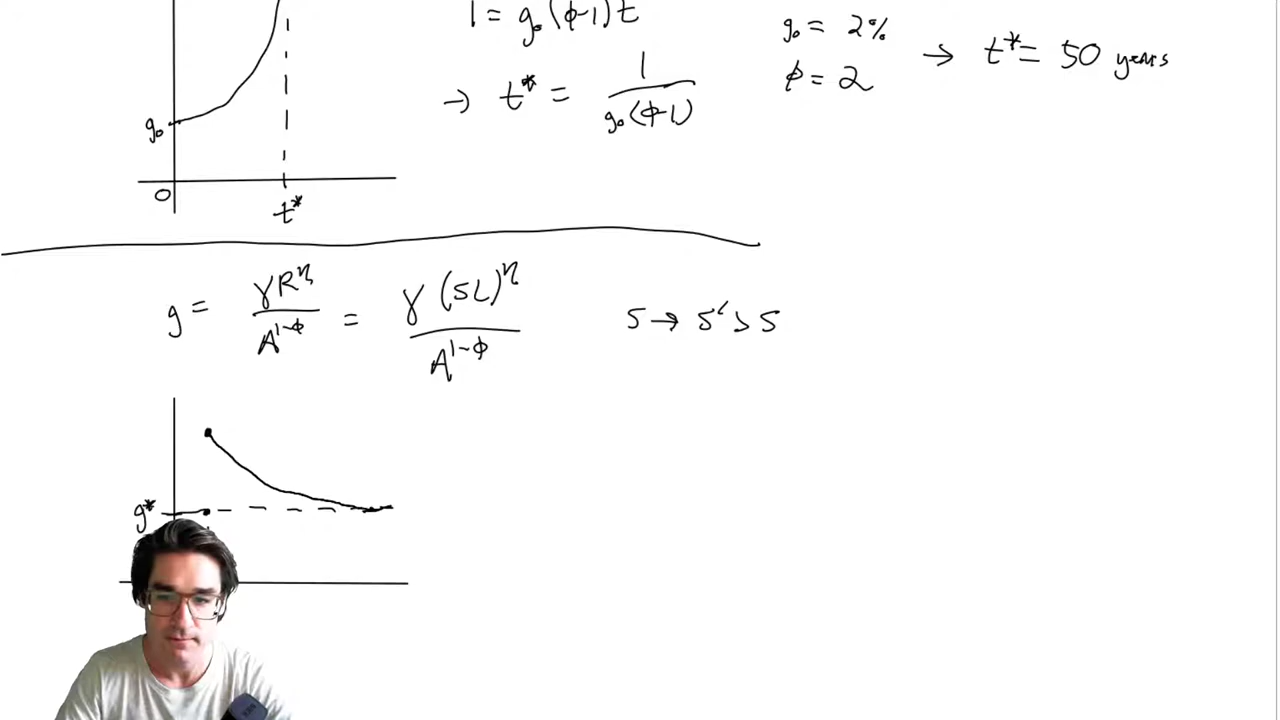 1 = g₀(ϕ-1)t
g₀ = 2%
ϕ = 2
→ t* = 50 years
→ t* = 1 / g₀(ϕ-1)
g₀
0
t*
g = γR^η / A^(1-ϕ) = γ(sL)^η / A^(1-ϕ)
s → s′ > s
g*